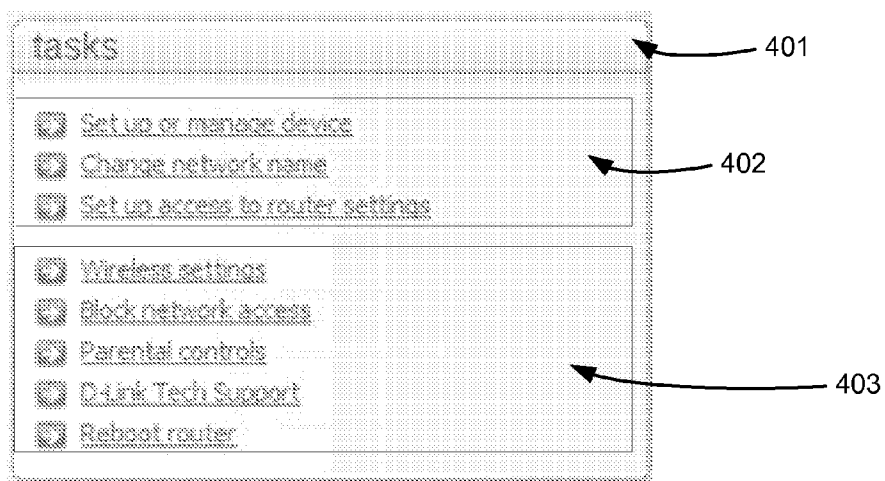 tasks
401
Set up or manage device
Change network name
402
Set up access to router settings
Wireless settings
Block network access
Parental controls
D-Link Tech Support
403
Reboot router